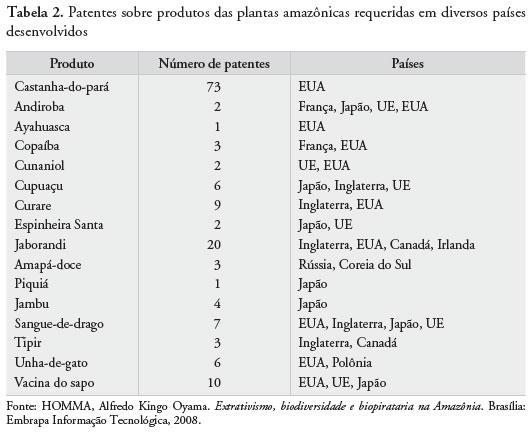 Tabela 2. Patentes sobre produtos das plantas amazônicas requeridas em diversos países
desenvolvidos
Produto Número de patentes Países
Castanha-do-pará 73 EUA
Andiroba 2 França, Japão, UE, EUA
Ayahuasca 1 EUA
Copaíba 3 França, EUA
Cunaniol 2 UE, EUA
Cupuaçu 6 Japão, Inglaterra, UE
Curare 9 Inglaterra, EUA
Espinheira Santa 2 Japão, UE
Jaborandi 20 Inglaterra, EUA, Canadá, Irlanda
Amapá-doce 3 Rússia, Coreia do Sul
Piquiá 1 Japão
Jambu 4 Japão
Sangue-de-drago 7 EUA, Inglaterra, Japão, UE
Tipir 3 Inglaterra, Canadá
Unha-de-gato 6 EUA, Polônia
Vacina do sapo 10 EUA, UE, Japão
Fonte: HOMMA, Alfredo Kingo Oyama. Extrativismo, biodiversidade e biopirataria na Amazônia. Brasília:
Embrapa Informação Tecnológica, 2008.